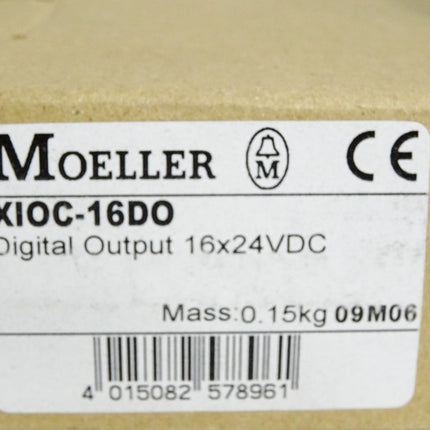 MOELLER M CE
XIOC-16DO
Digital Output 16x24VDC
Mass:0.15kg 09M06
4 015082 578961